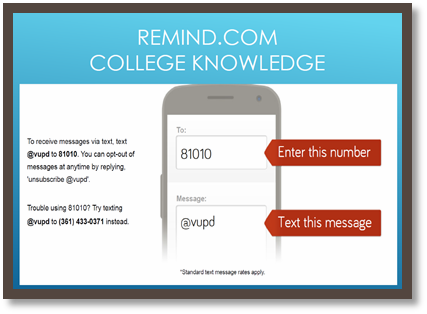 REMIND.COM
COLLEGE KNOWLEDGE
To receive messages via text, text
@vupd to 81010. You can opt-out of
messages at anytime by replying,
'unsubscribe @vupd'.
Trouble using 81010? Try texting
@vupd to (361) 433-0371 instead.
To:
81010
Enter this number
Message:
@vupd
Text this message
*Standard text message rates apply.